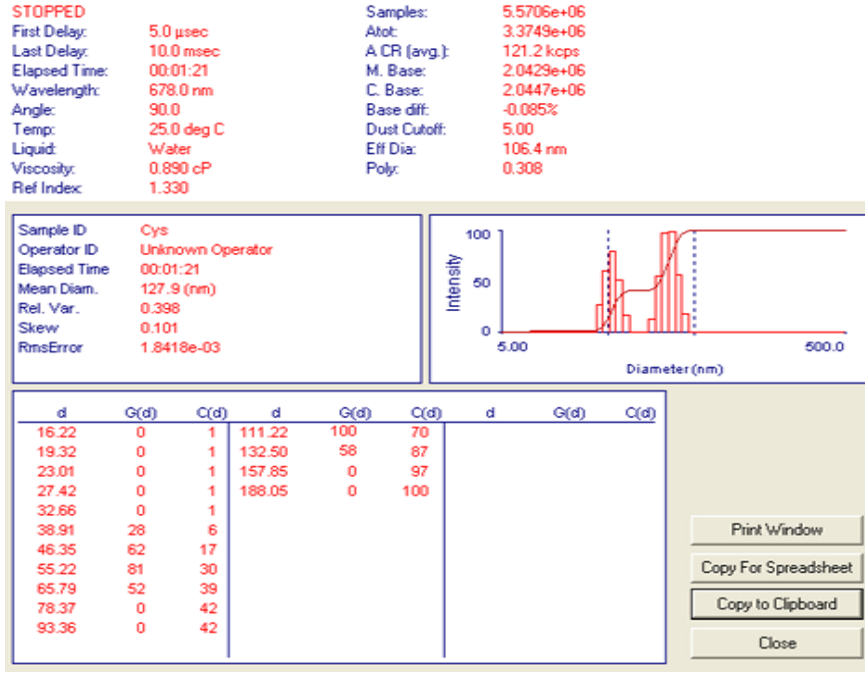 STOPPED Samples: 5.5706e+06
First Delay: 5.0 µsec Atot: 3.3749e+06
Last Delay: 10.0 msec A CR (avg.): 121.2 kcps
Elapsed Time: 00:01:21 M. Base: 2.0429e+06
Wavelength: 678.0 nm C. Base: 2.0447e+06
Angle: 90.0 Base diff: -0.085%
Temp: 25.0 deg C Dust Cutoff: 5.00
Liquid: Water Eff Dia: 106.4 nm
Viscosity: 0.890 cP Poly: 0.308
Ref Index: 1.330
Sample ID Cys
Operator ID Unknown Operator
Elapsed Time 00:01:21
Mean Diam. 127.9 (nm)
Rel. Var. 0.398
Skew 0.101
RmsError 1.8418e-03
Intensity
100
50
0
5.00 500.0
Diameter (nm)
d G(d) C(d) d G(d) C(d) d G(d) C(d)
16.22 0 1 111.22 100 70
19.32 0 1 132.50 58 87
23.01 0 1 157.85 0 97
27.42 0 1 188.05 0 100
32.66 0 1
38.91 28 6
46.35 62 17
55.22 81 30
65.79 52 39
78.37 0 42
93.36 0 42
Print Window
Copy For Spreadsheet
Copy to Clipboard
Close